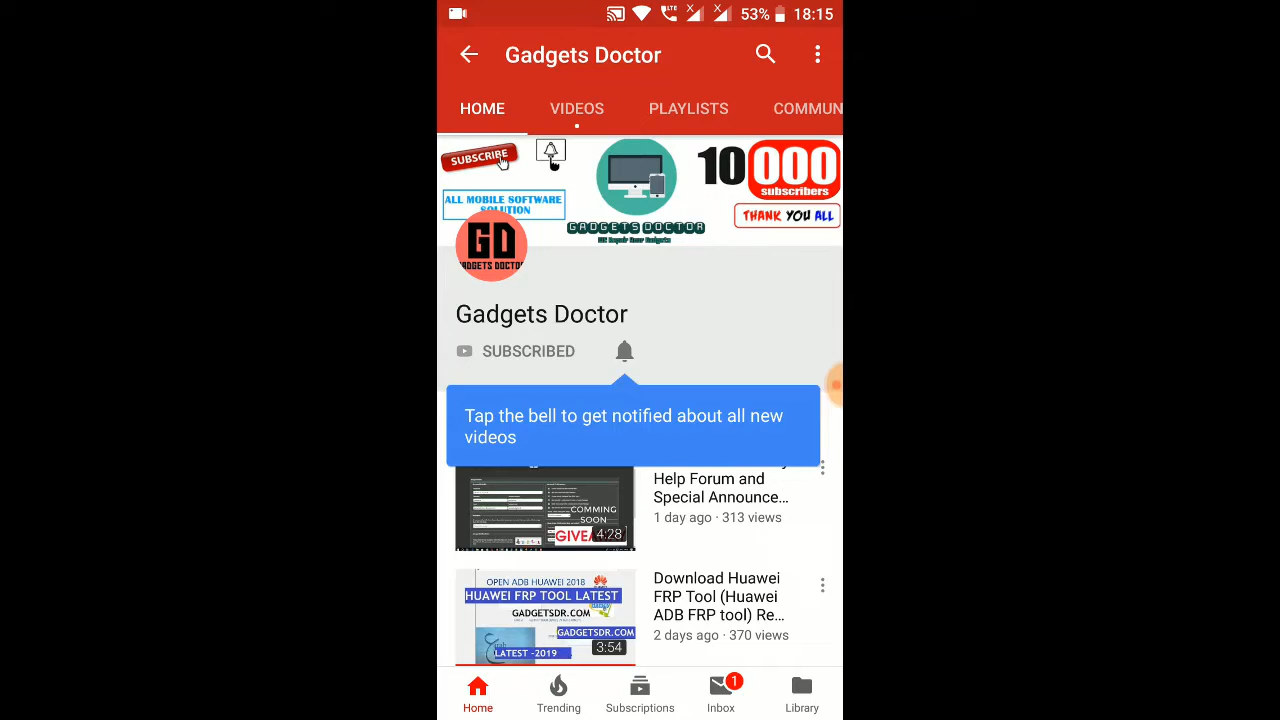 53% 18:15
Gadgets Doctor
HOME VIDEOS PLAYLISTS COMMUN
SUBSCRIBE
10 000
subscribers
ALL MOBILE SOFTWARE
SOLUTION
THANK YOU ALL
GADGETS DOCTOR
GD
GADGETS DOCTOR
Gadgets Doctor
SUBSCRIBED
Tap the bell to get notified about all new
videos
Help Forum and
Special Announce...
1 day ago · 313 views
COMMING
SOON
4:28
Download Huawei
FRP Tool (Huawei
ADB FRP tool) Re...
2 days ago · 370 views
OPEN ADB HUAWEI 2018
HUAWEI FRP TOOL LATEST
GADGETSDR.COM
GADGETSDR.COM
3:54
LATEST -2019
Home Trending Subscriptions Inbox 1 Library